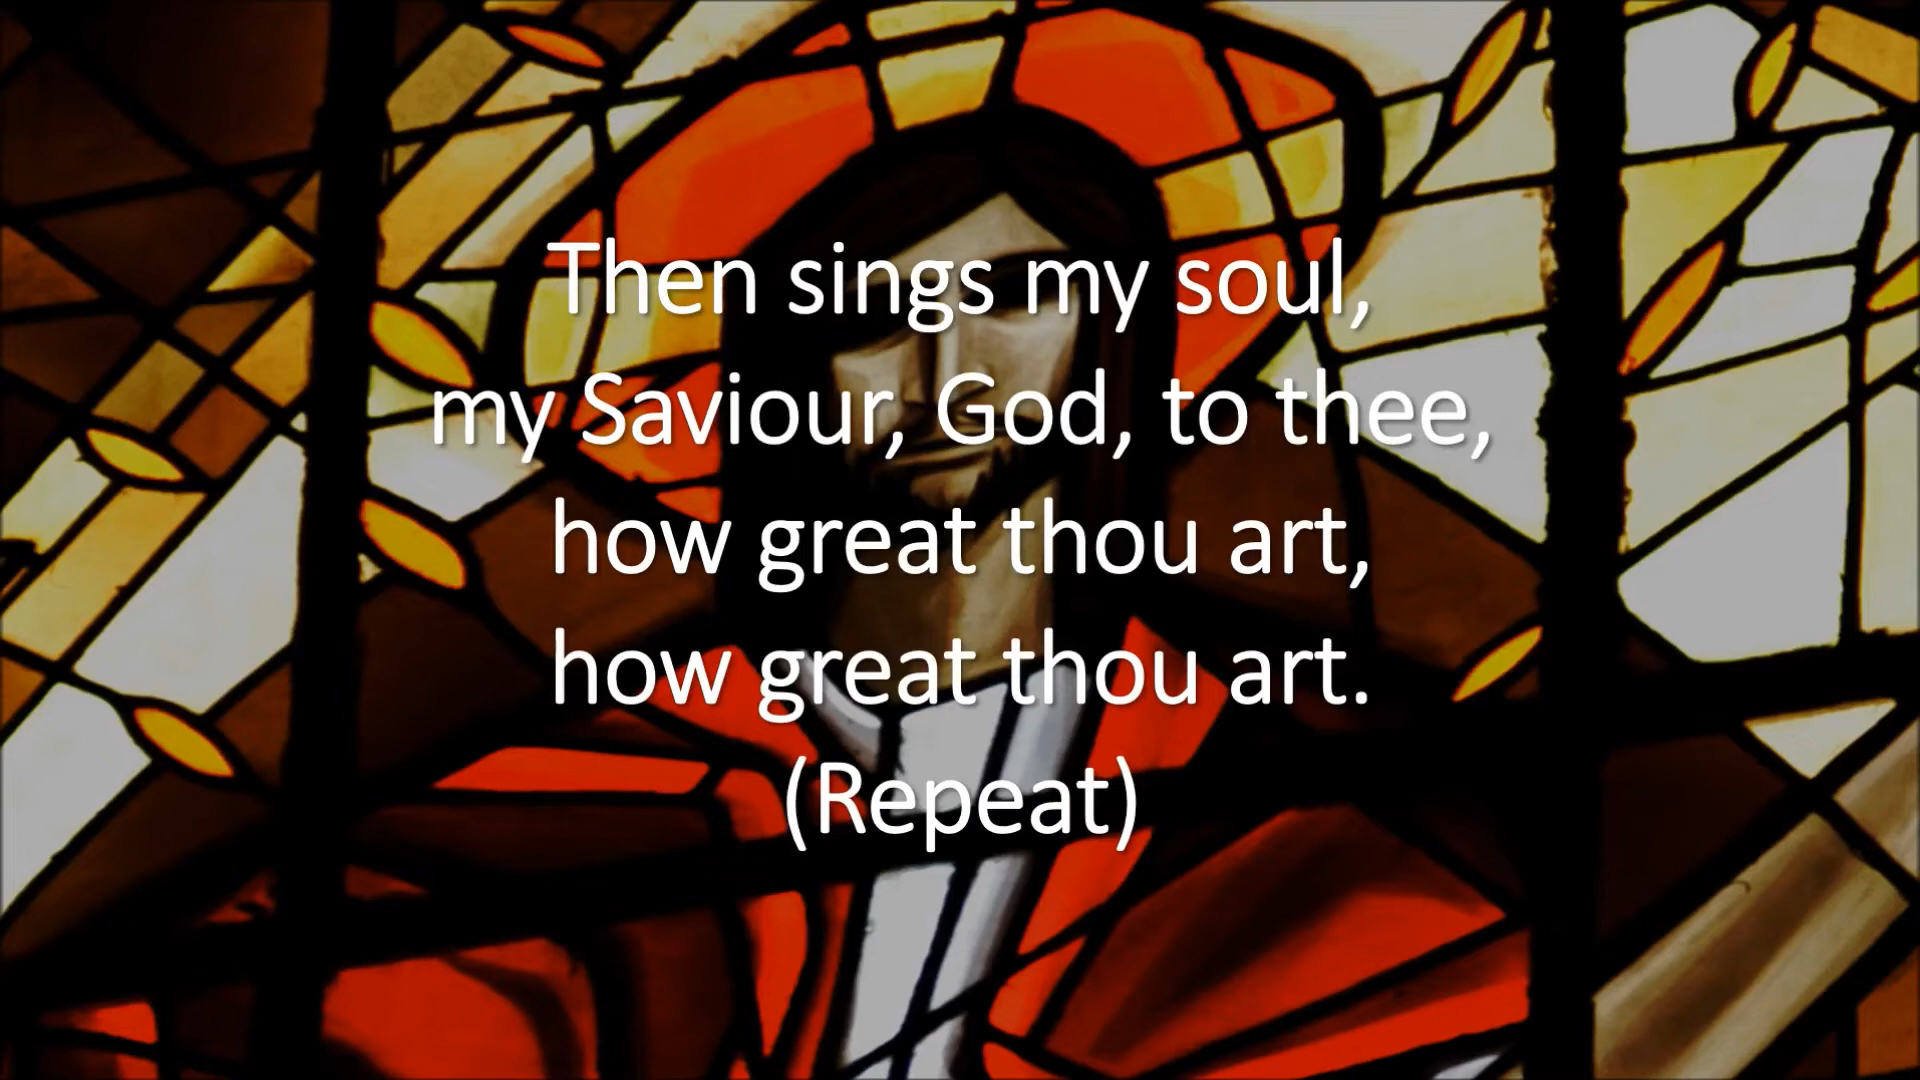 Then sings my soul,
my Saviour, God, to thee,
how great thou art,
how great thou art.
(Repeat)